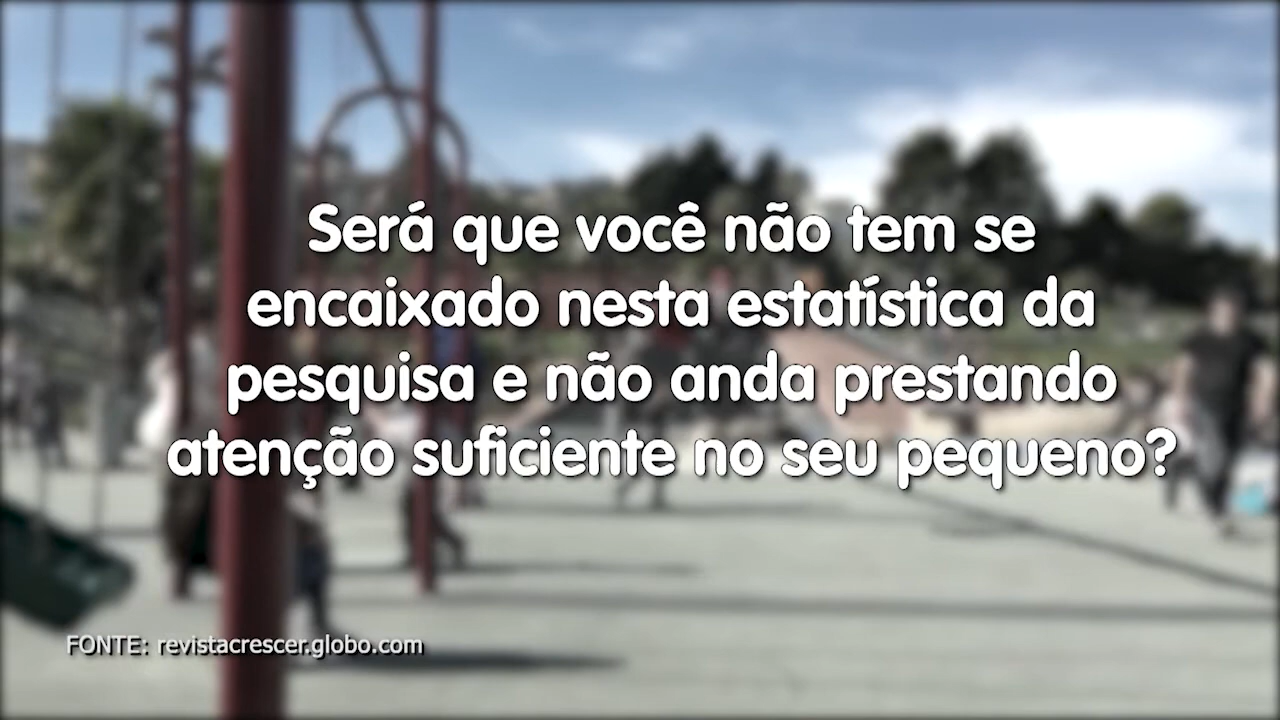 Será que você não tem se
encaixado nesta estatística da
pesquisa e não anda prestando
atenção suficiente no seu pequeno?
FONTE: revistacrescer.globo.com